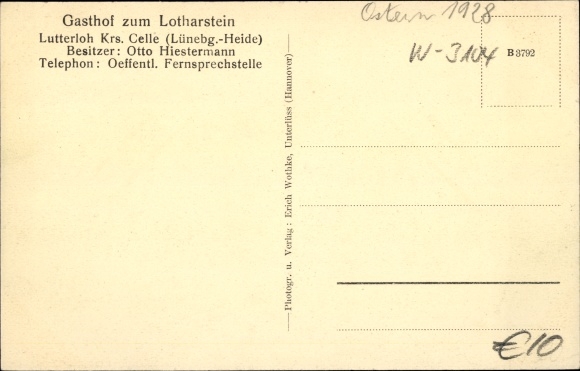 Gasthof zum Lotharstein
Lutterloh Krs. Celle (Lünebg.-Heide)
Besitzer: Otto Hiestermann
Telephon: Oeffentl. Fernsprechstelle
Photogr. u. Verlag: Erich Wothke, Unterlüss (Hannover)
Ostern 1928
W-3104
B 3792
€10